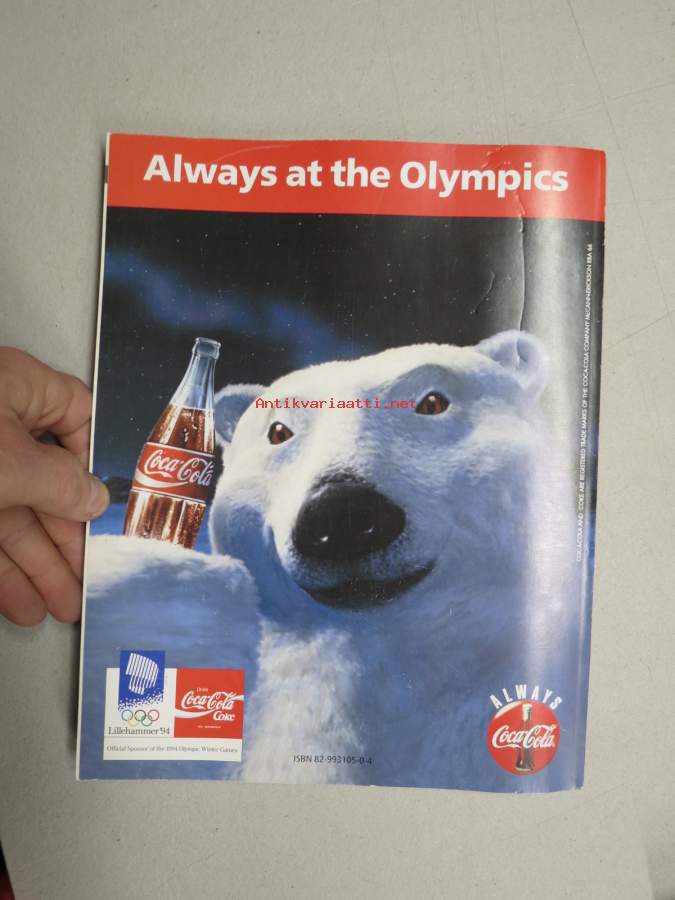 Always at the Olympics
Antikvariaatti.net
COCA-COLA AND COKE ARE REGISTERED TRADE MARKS OF THE COCA-COLA COMPANY McCANN-ERICKSON
Coca-Cola
Lillehammer '94
Drink
Coca-Cola
Coke
Official Sponsor of the 1994 Olympic Winter Games
ALWAYS
Coca-Cola
ISBN 82-993105-0-4